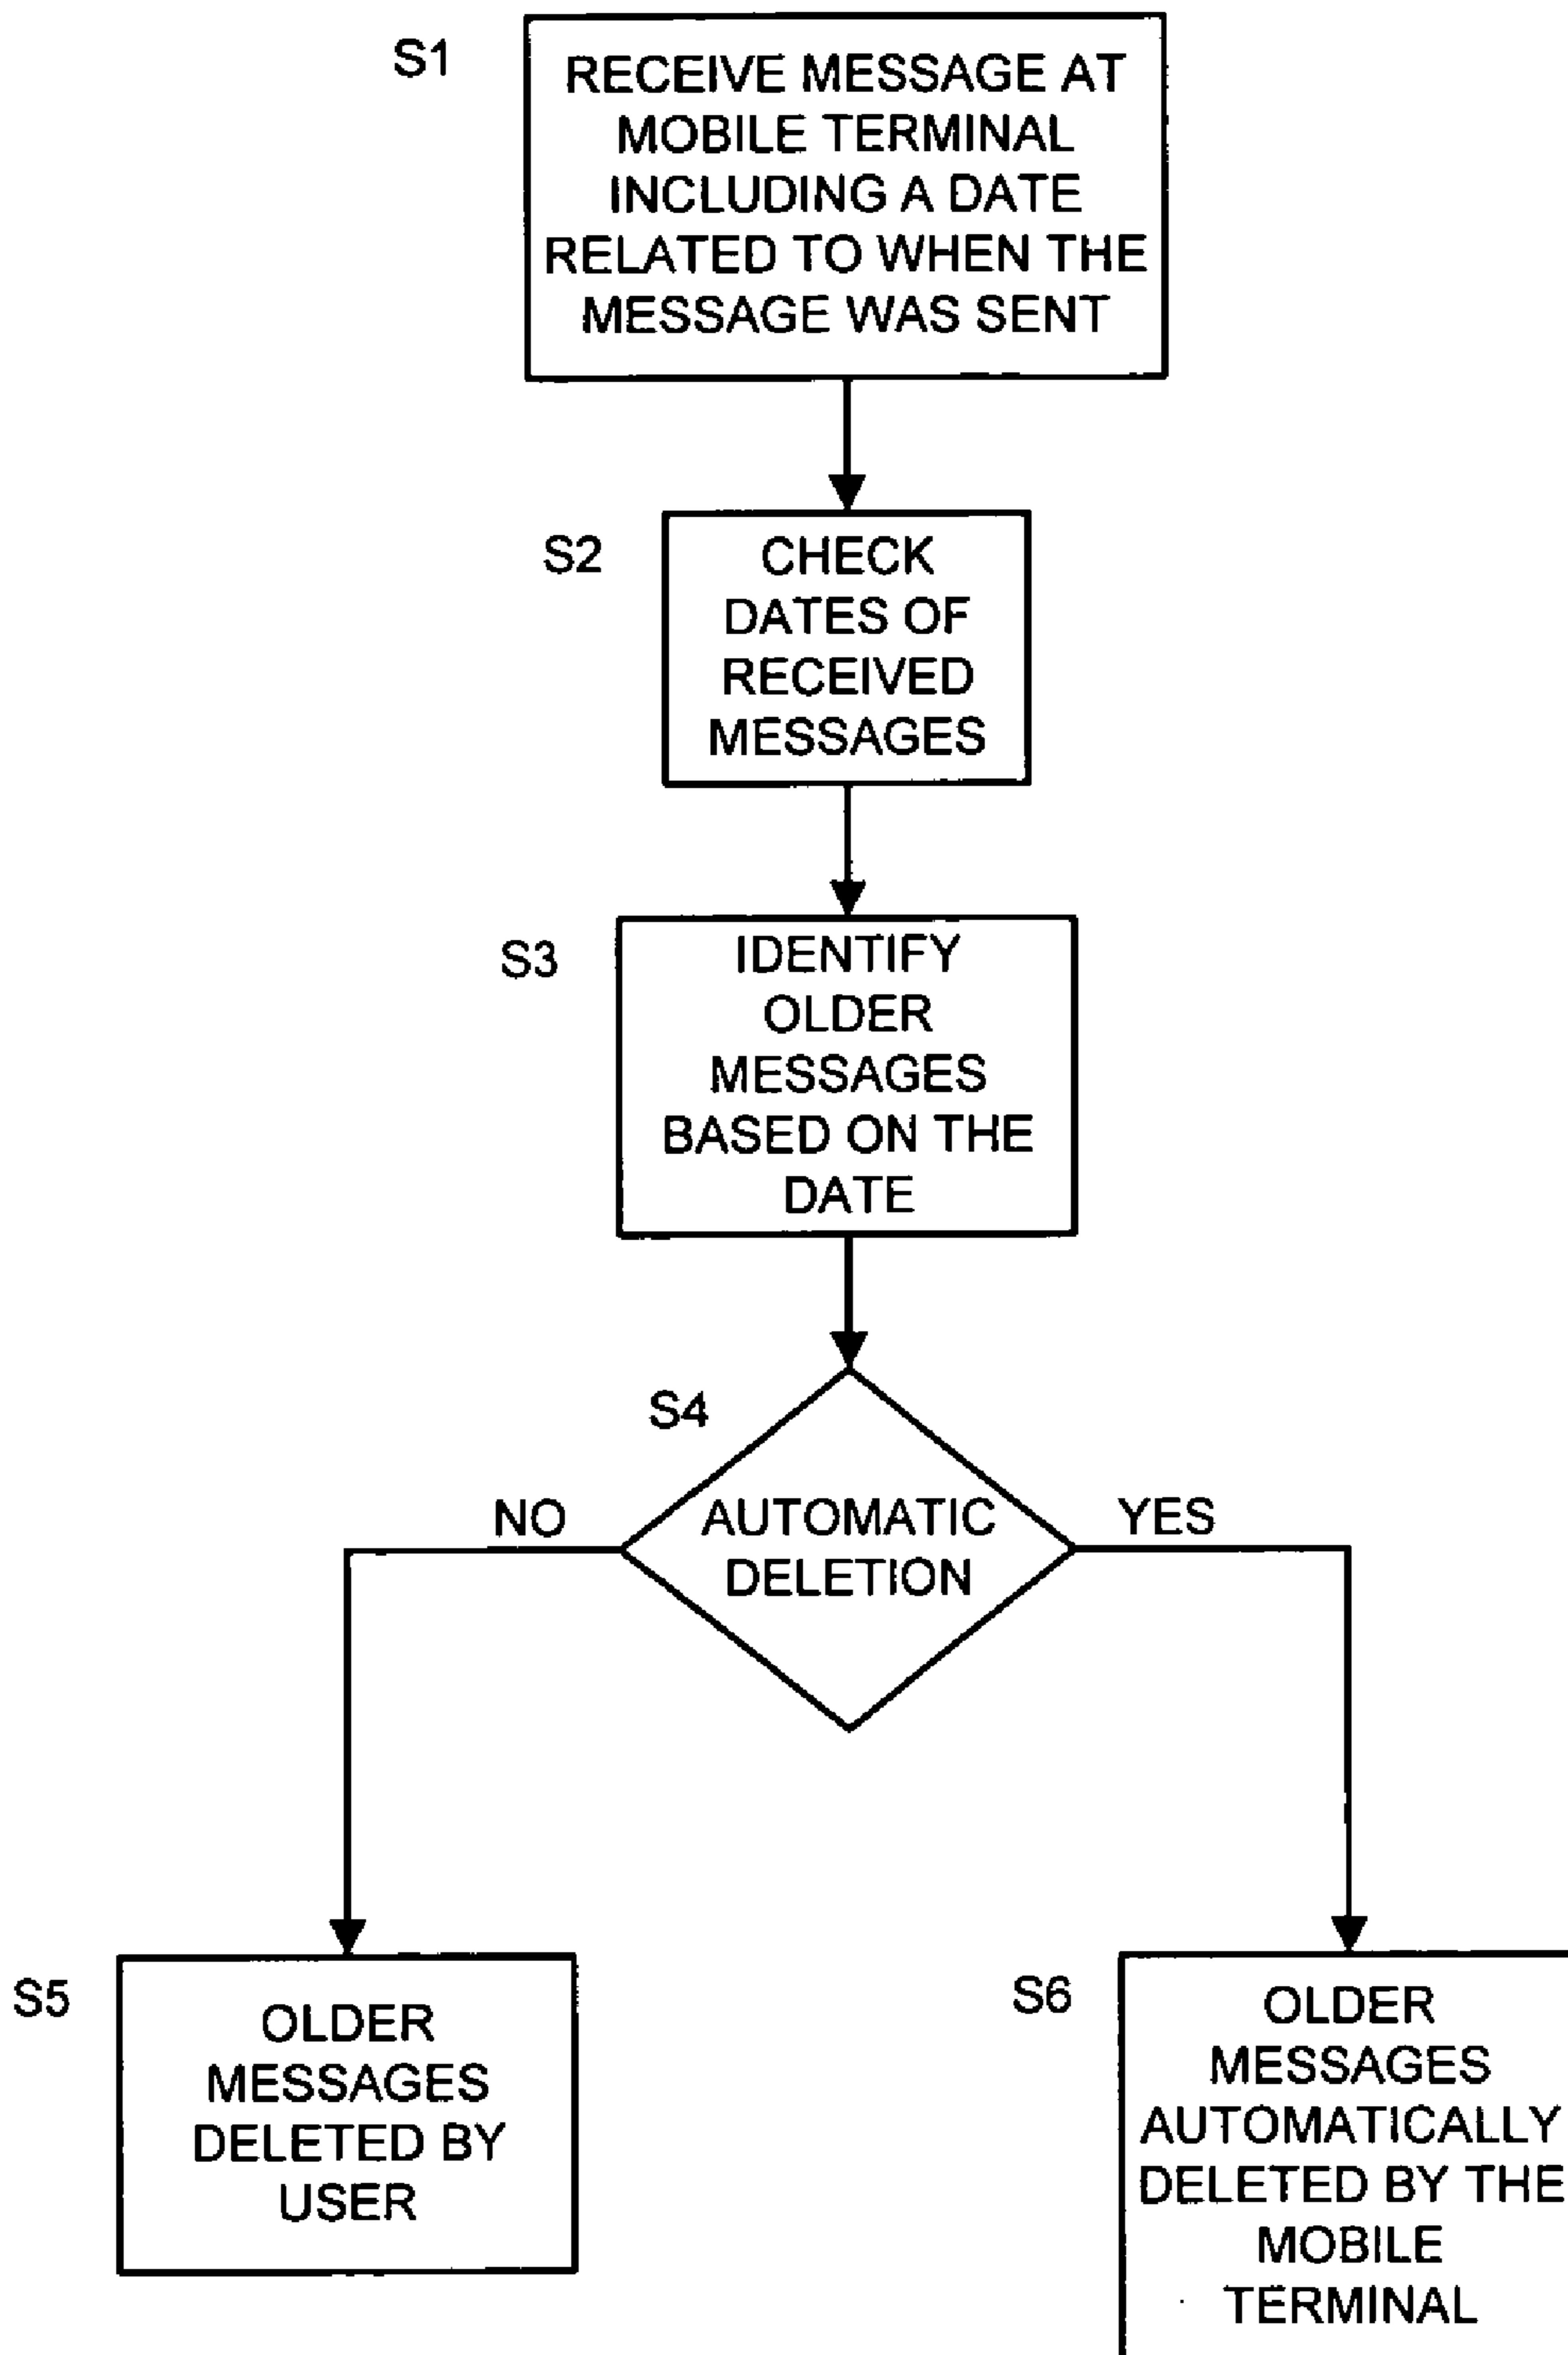 S1
RECEIVE MESSAGE AT
MOBILE TERMINAL
INCLUDING A DATE
RELATED TO WHEN THE
MESSAGE WAS SENT
S2
CHECK
DATES OF
RECEIVED
MESSAGES
S3
IDENTIFY
OLDER
MESSAGES
BASED ON THE
DATE
S4
AUTOMATIC
DELETION
NO
YES
S5
OLDER
MESSAGES
DELETED BY
USER
S6
OLDER
MESSAGES
AUTOMATICALLY
DELETED BY THE
MOBILE
TERMINAL